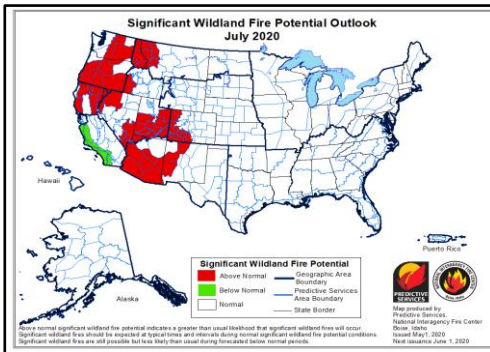 Significant Wildland Fire Potential Outlook
July 2020
Hawaii
Puerto Rico
Alaska
Significant Wildland Fire Potential
Above Normal
Below Normal
Normal
Geographic Area
Boundary
Predictive Services
Area Boundary
State Border
PREDICTIVE
SERVICES
Map produced by
Predictive Services,
National Interagency Fire Center
Boise, Idaho
Issued May1, 2020
Next issuance June 1, 2020
Above normal significant wildland fire potential indicates a greater than usual likelihood that significant wildland fires will occur.
Significant wildland fires should be expected at typical times and intervals during normal significant wildland fire potential conditions.
Significant wildland fires are still possible but less likely than usual during forecasted below normal periods.